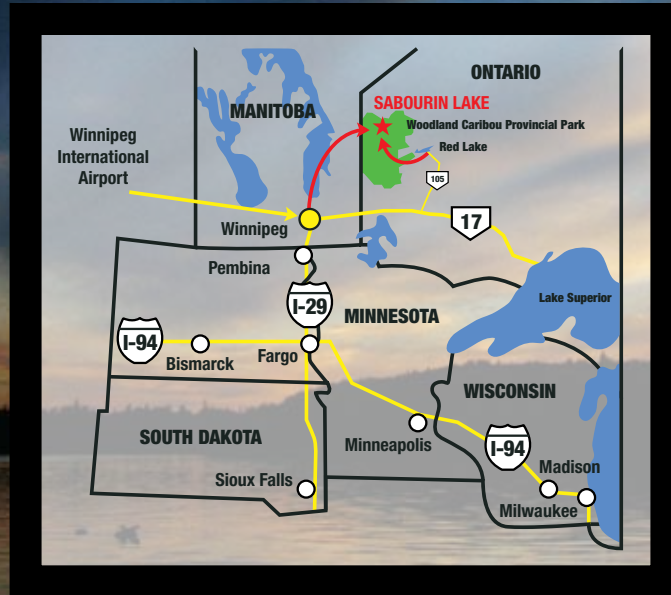 ONTARIO
MANITOBA
SABOURIN LAKE
Woodland Caribou Provincial Park
Red Lake
105
Winnipeg
International
Airport
Winnipeg
17
Pembina
I-29
Lake Superior
MINNESOTA
I-94
Bismarck
Fargo
WISCONSIN
SOUTH DAKOTA
Minneapolis
I-94
Sioux Falls
Madison
Milwaukee